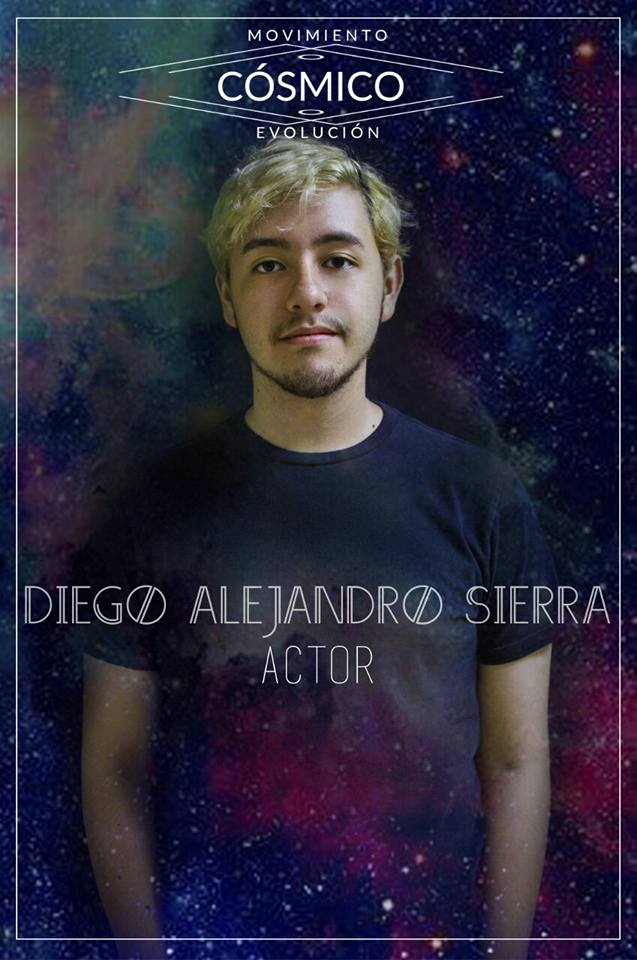 MOVIMIENTO
CÓSMICO
EVOLUCIÓN
DIEGO ALEJANDRO SIERRA
ACTOR